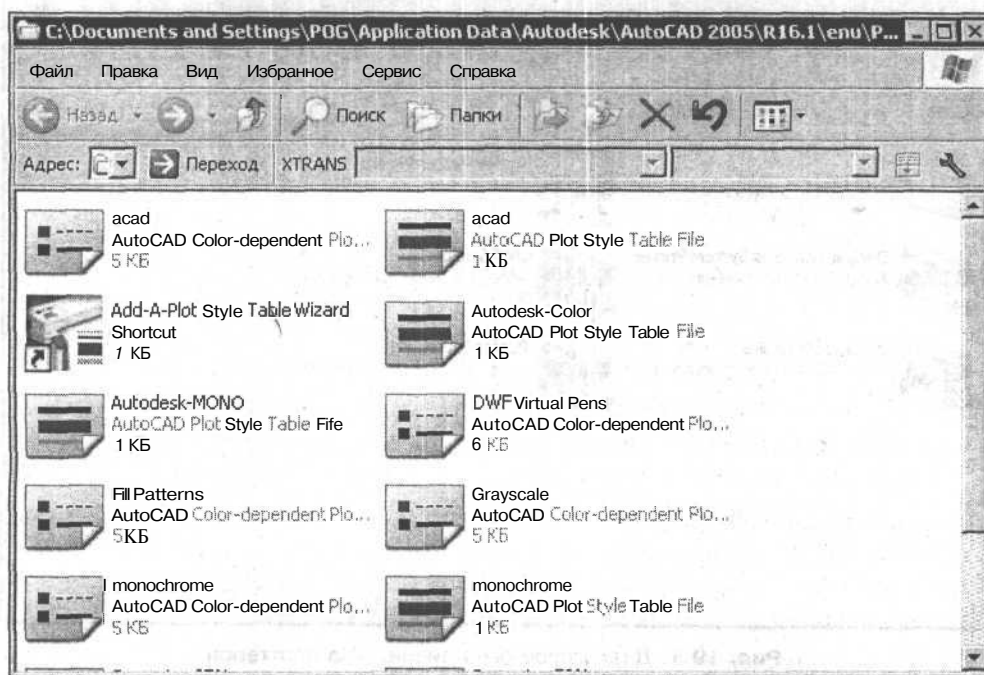 C:\Documents and Settings\POG\Application Data\Autodesk\AutoCAD 2005\R16.1\enu\P...
Файл Правка Вид Избранное Сервис Справка
Назад Поиск Папки
Адрес: C Переход XTRANS
acad
AutoCAD Color-dependent Plo...
5 КБ
acad
AutoCAD Plot Style Table File
1 КБ
Add-A-Plot Style Table Wizard
Shortcut
1 КБ
Autodesk-Color
AutoCAD Plot Style Table File
1 КБ
Autodesk-MONO
AutoCAD Plot Style Table Fife
1 КБ
DWF Virtual Pens
AutoCAD Color-dependent Plo...
6 КБ
Fill Patterns
AutoCAD Color-dependent Plo...
5 КБ
Grayscale
AutoCAD Color-dependent Plo...
5 КБ
monochrome
AutoCAD Color-dependent Plo...
5 КБ
monochrome
AutoCAD Plot Style Table File
1 КБ